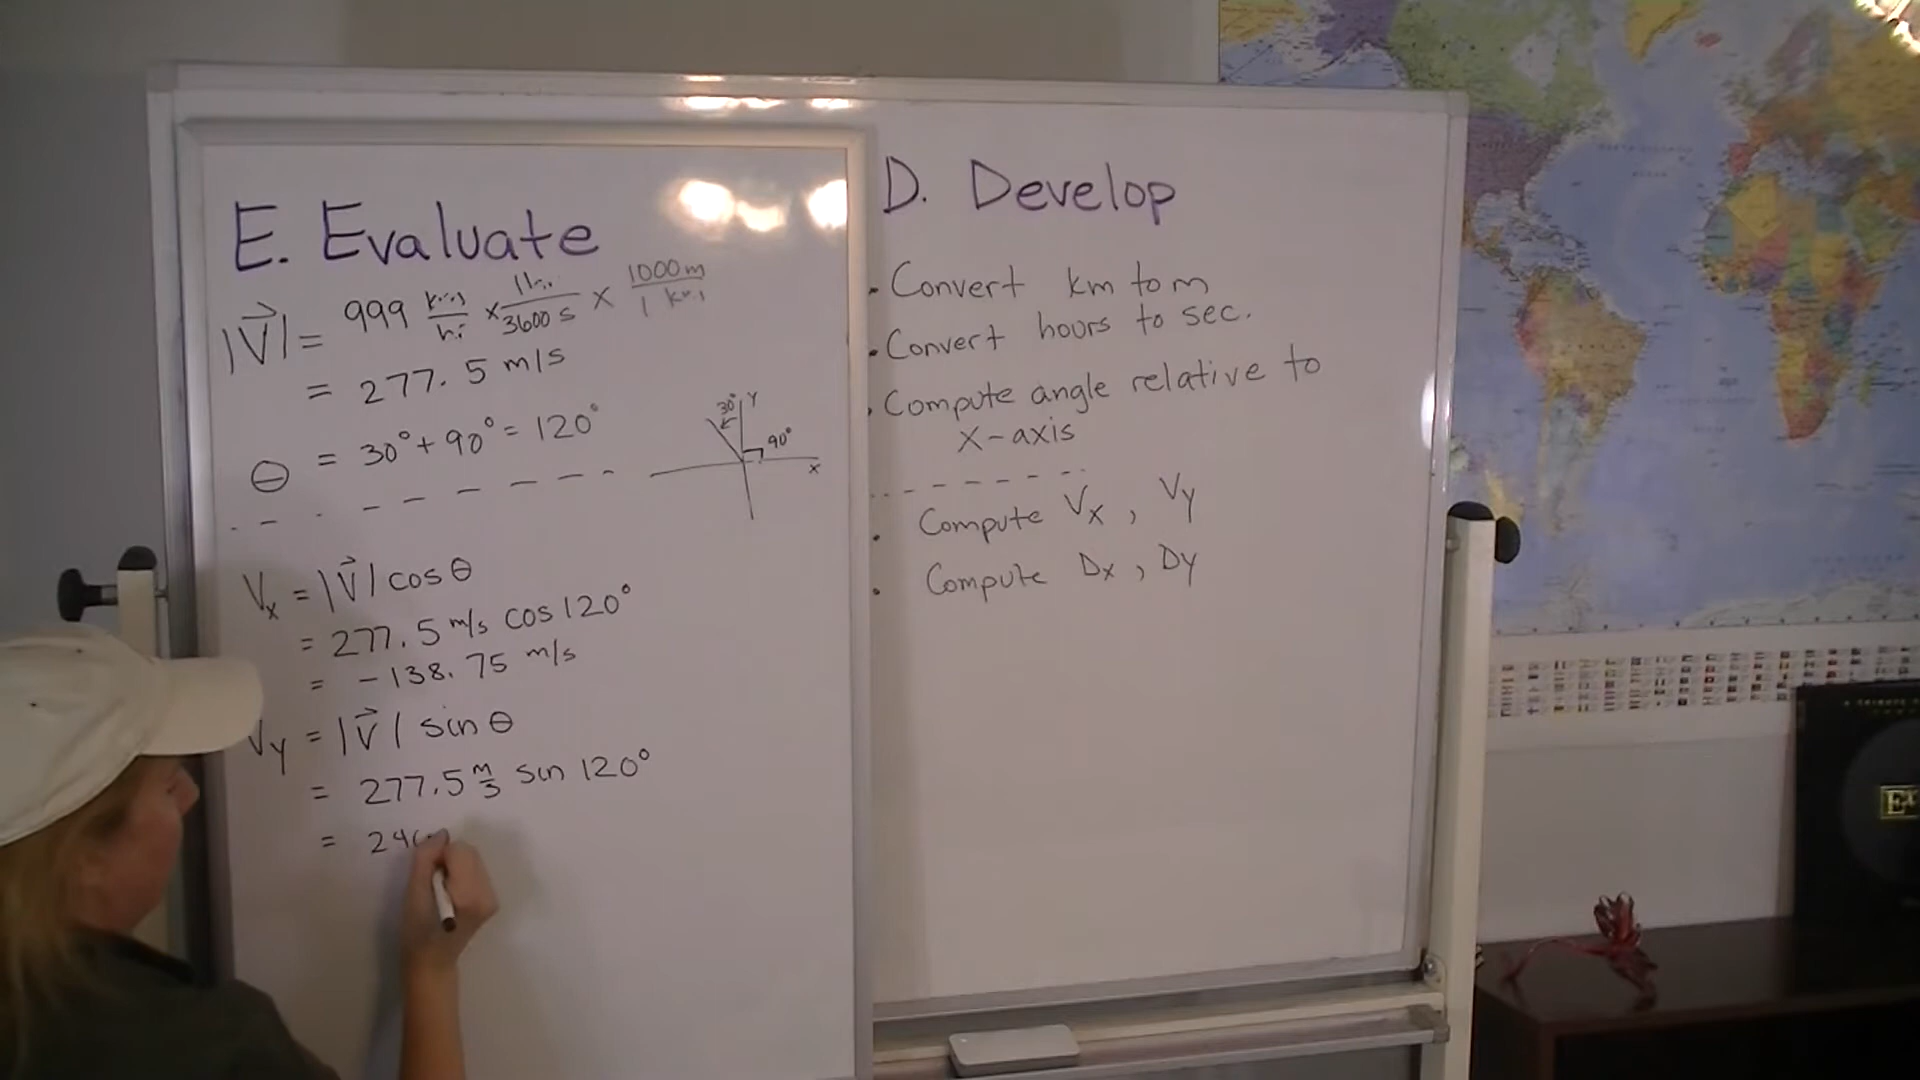 E. Evaluate
|V⃗| = 999 km/hr × 1hr/3600 s × 1000 m/1 km
= 277.5 m/s
θ = 30° + 90° = 120°
30° Y
90°
x
Vx = |V⃗| cos θ
= 277.5 m/s cos 120°
= -138.75 m/s
Vy = |V⃗| sin θ
= 277.5 m/s sin 120°
= 24
D. Develop
• Convert km to m
• Convert hours to sec.
• Compute angle relative to
X-axis
• Compute Vx, Vy
• Compute Dx, Dy